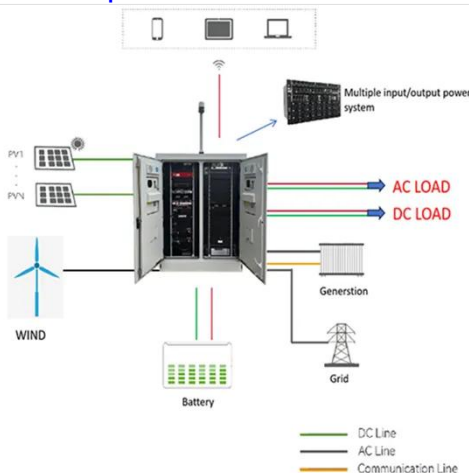 Multiple input/output power
system
PV1
PVN
AC LOAD
DC LOAD
WIND
Generstion
Grid
Battery
DC Line
AC Line
Communication Line